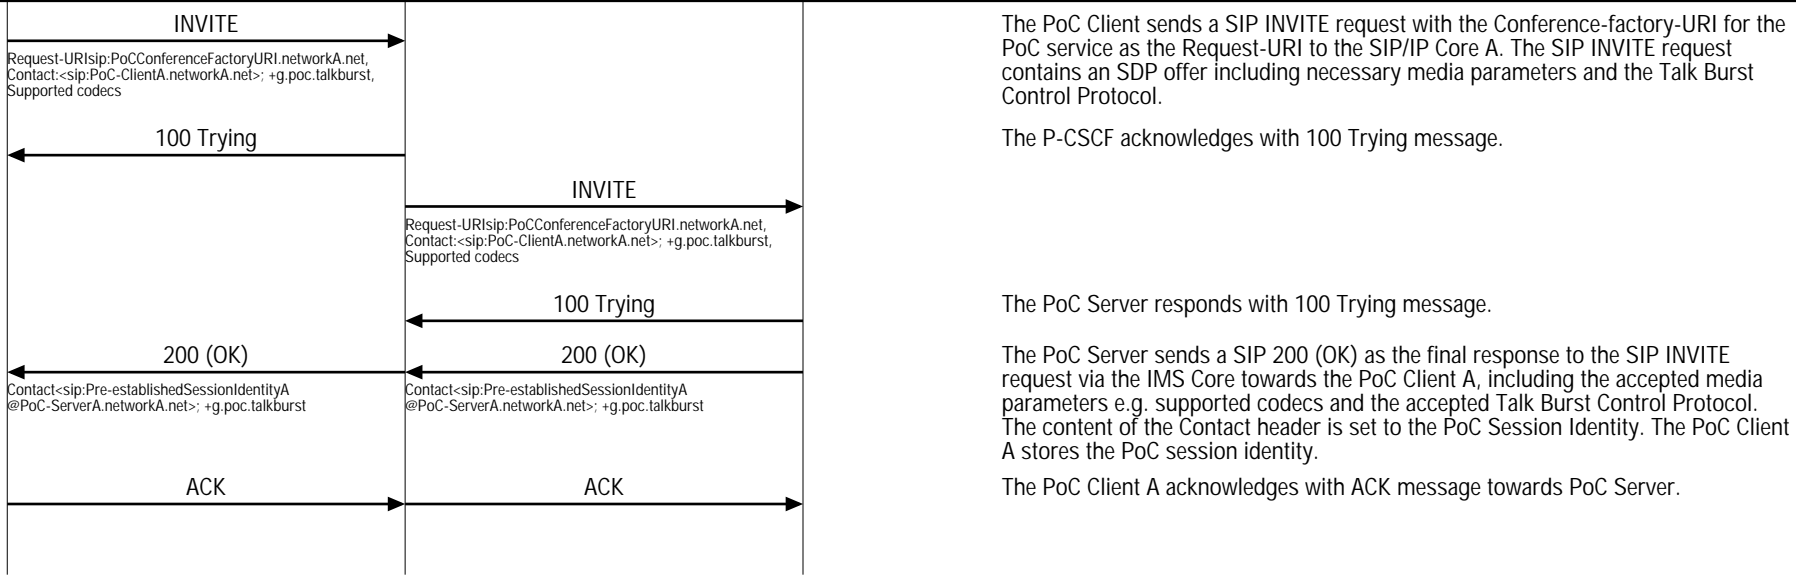 INVITE
Request-URIsip:PoCConferenceFactoryURI.networkA.net,
Contact:<sip:PoC-ClientA.networkA.net>; +g.poc.talkburst,
Supported codecs
The PoC Client sends a SIP INVITE request with the Conference-factory-URI for the
PoC service as the Request-URI to the SIP/IP Core A. The SIP INVITE request
contains an SDP offer including necessary media parameters and the Talk Burst
Control Protocol.
100 Trying
The P-CSCF acknowledges with 100 Trying message.
INVITE
Request-URIsip:PoCConferenceFactoryURI.networkA.net,
Contact:<sip:PoC-ClientA.networkA.net>; +g.poc.talkburst,
Supported codecs
100 Trying
The PoC Server responds with 100 Trying message.
200 (OK)
Contact<sip:Pre-establishedSessionIdentityA
@PoC-ServerA.networkA.net>; +g.poc.talkburst
200 (OK)
Contact<sip:Pre-establishedSessionIdentityA
@PoC-ServerA.networkA.net>; +g.poc.talkburst
The PoC Server sends a SIP 200 (OK) as the final response to the SIP INVITE
request via the IMS Core towards the PoC Client A, including the accepted media
parameters e.g. supported codecs and the accepted Talk Burst Control Protocol.
The content of the Contact header is set to the PoC Session Identity. The PoC Client
A stores the PoC session identity.
ACK
ACK
The PoC Client A acknowledges with ACK message towards PoC Server.